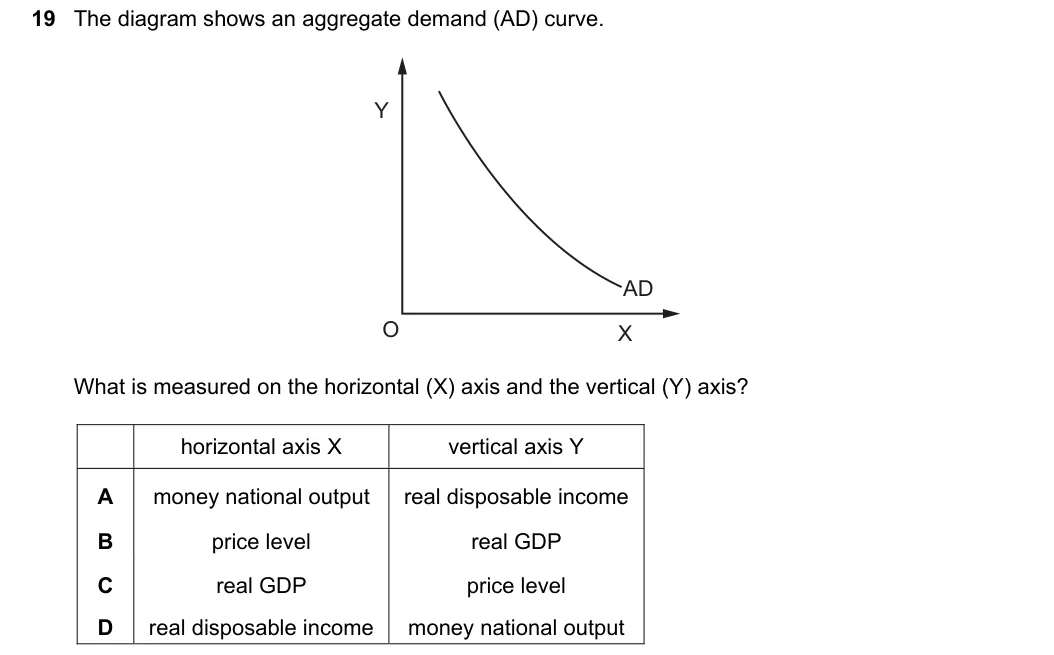 19 The diagram shows an aggregate demand (AD) curve.
Y
AD
O
X
What is measured on the horizontal (X) axis and the vertical (Y) axis?
horizontal axis X vertical axis Y
A money national output real disposable income
B price level real GDP
C real GDP price level
D real disposable income money national output